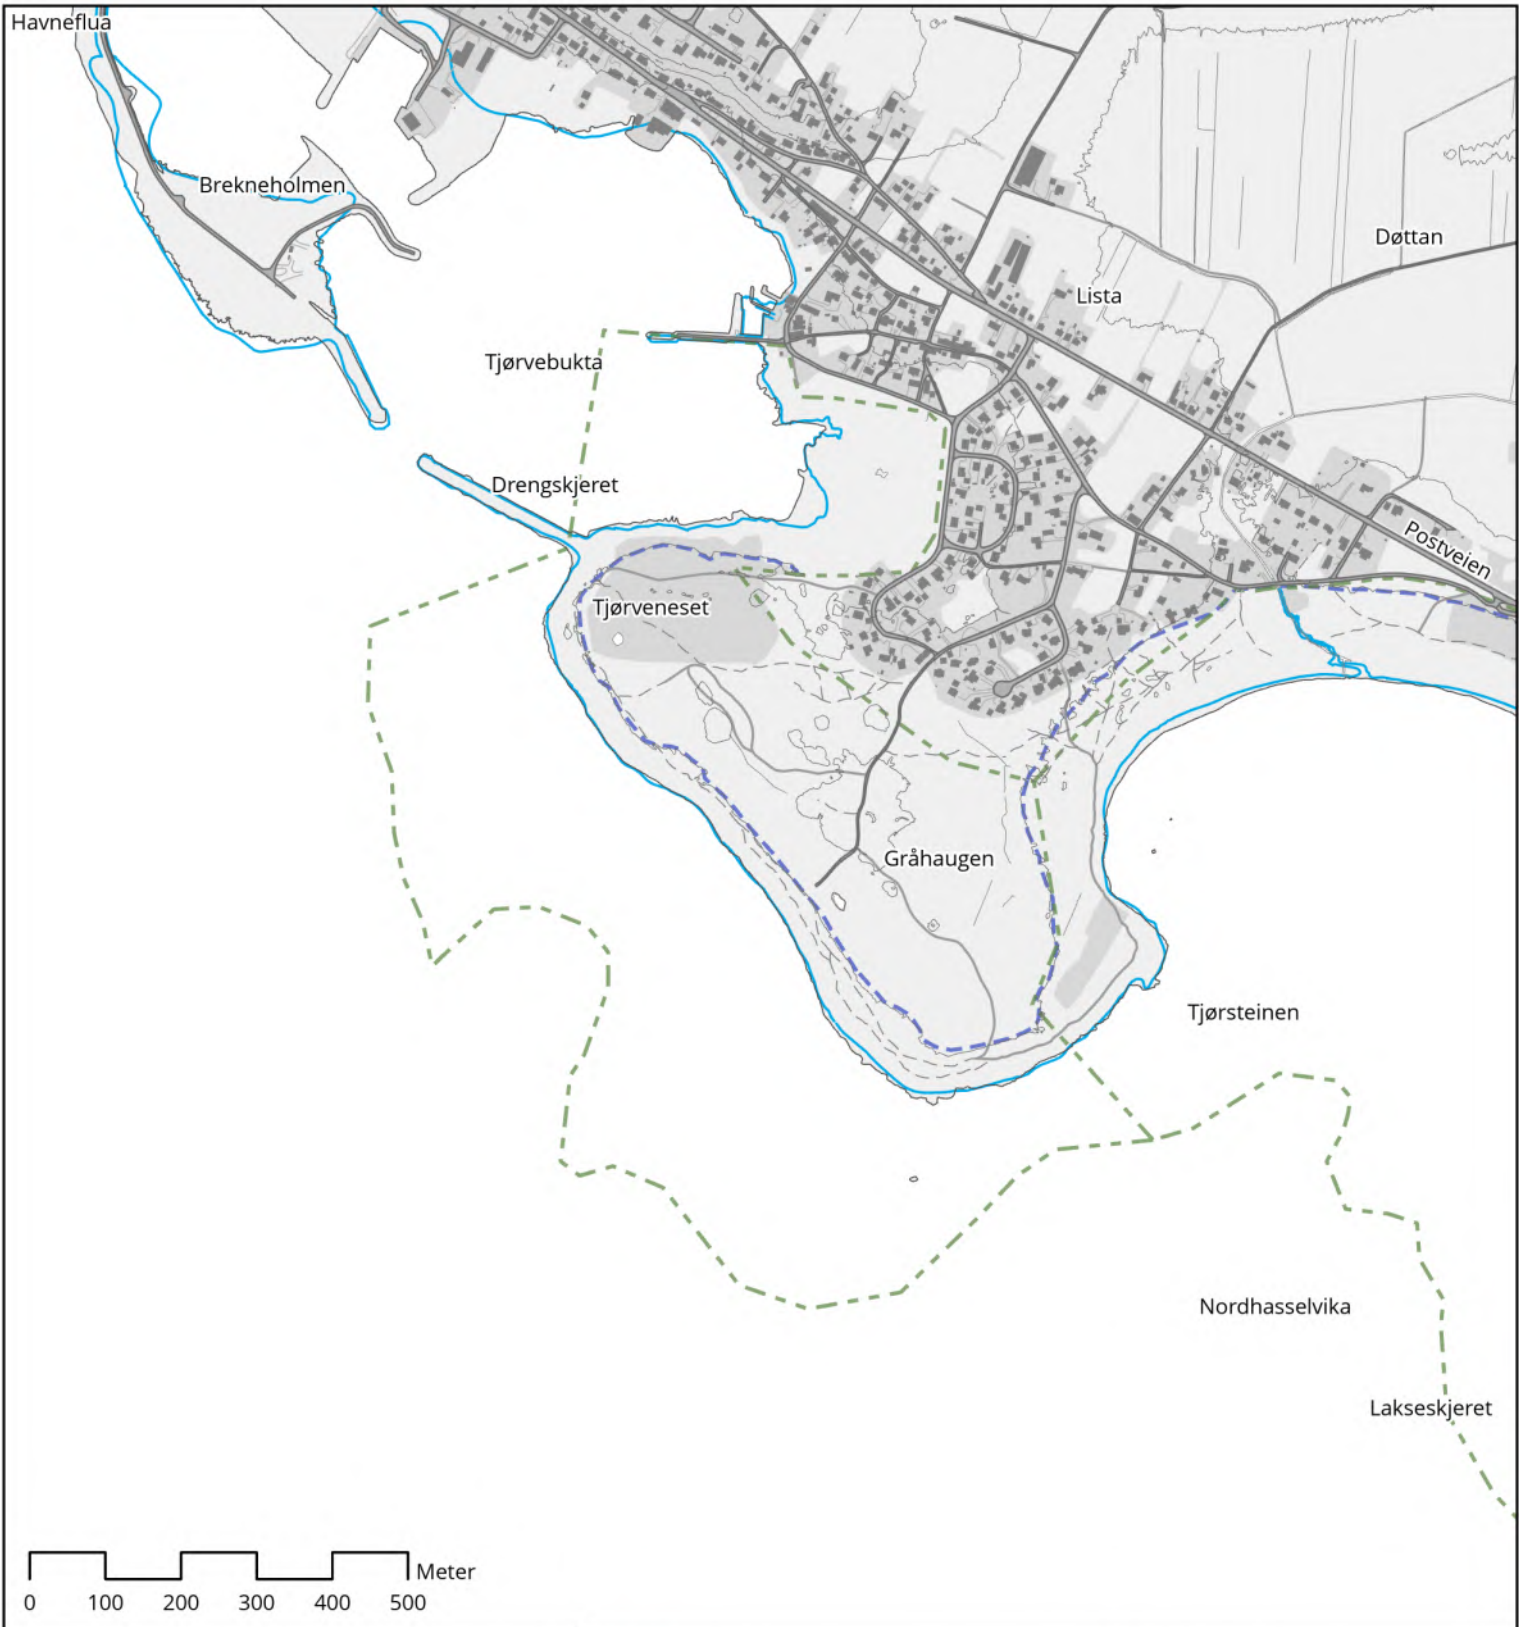 Havneflua
Brekneholmen
Døttan
Lista
Tjørvebukta
Drengskjeret
Postveien
Tjørveneset
Gråhaugen
Tjørsteinen
Nordhasselvika
Lakseskjeret
Meter
0 100 200 300 400 500